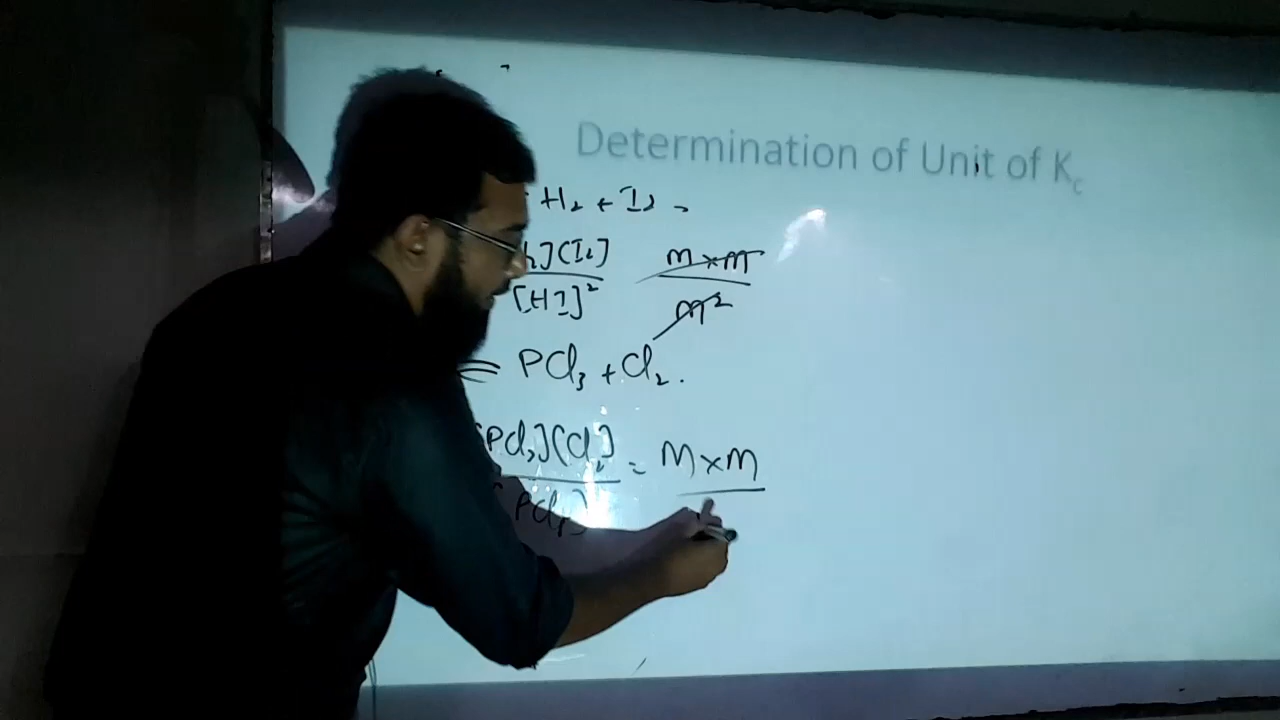 Determination of Unit of Kc
H₂ + I₂
][I₂] M×M
[HI]² M²
⇌ PCl₃ + Cl₂.
[PCl₃][Cl₂] = M×M
[PCl₅]